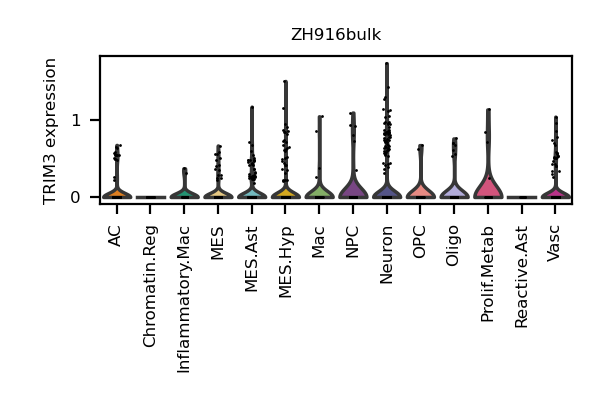 ZH916bulk
TRIM3 expression
1
0
AC
Chromatin.Reg
Inflammatory.Mac
MES
MES.Ast
MES.Hyp
Mac
NPC
Neuron
OPC
Oligo
Prolif.Metab
Reactive.Ast
Vasc